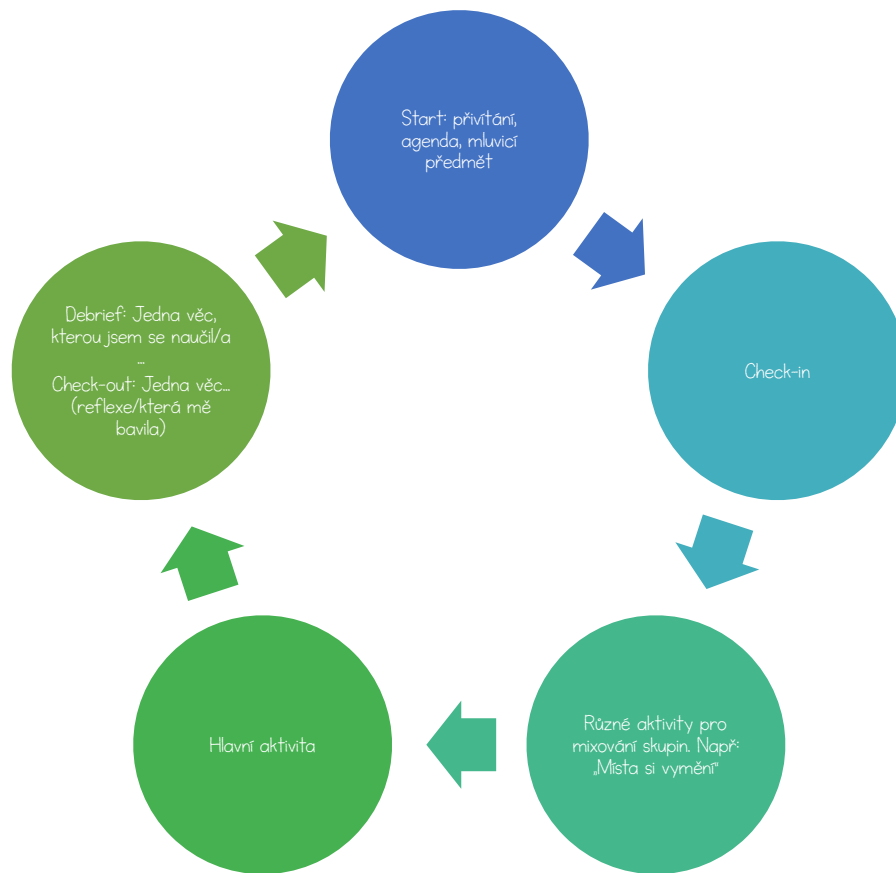 Start: přivítání,
agenda, mluvicí
předmět
Check-in
Různé aktivity pro
mixování skupin. Např:
„Místa si vymění“
Hlavní aktivita
Debrief: Jedna věc,
kterou jsem se naučil/a
...
Check-out: Jedna věc...
(reflexe/která mě
bavila)